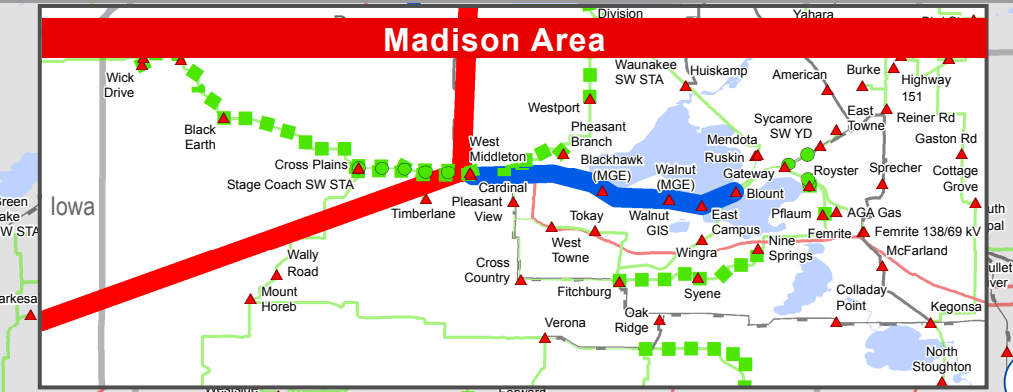 Madison Area
Division
Yahara
Wick
Drive
Black
Earth
Cross Plains
Stage Coach SW STA
Timberlane
Iowa
West
Middleton
Cardinal
Pleasant
View
Westport
Pheasant
Branch
Blackhawk
(MGE)
Waunakee
SW STA
Huiskamp
American
Burke
Highway
151
East
Towne
Reiner Rd
Sycamore
SW YD
Mendota
Ruskin
Gateway
Gaston Rd
Walnut
(MGE)
Royster
Sprecher
Cottage
Grove
Blount
Walnut
GIS
East
Campus
Pflaum
AGA Gas
Femrite
Femrite 138/69 kV
Tokay
West
Towne
Wingra
Nine
Springs
McFarland
Wally
Road
Cross
Country
Mount
Horeb
Fitchburg
Syene
Colladay
Point
Kegonsa
Oak
Ridge
Verona
North
Stoughton
W STA